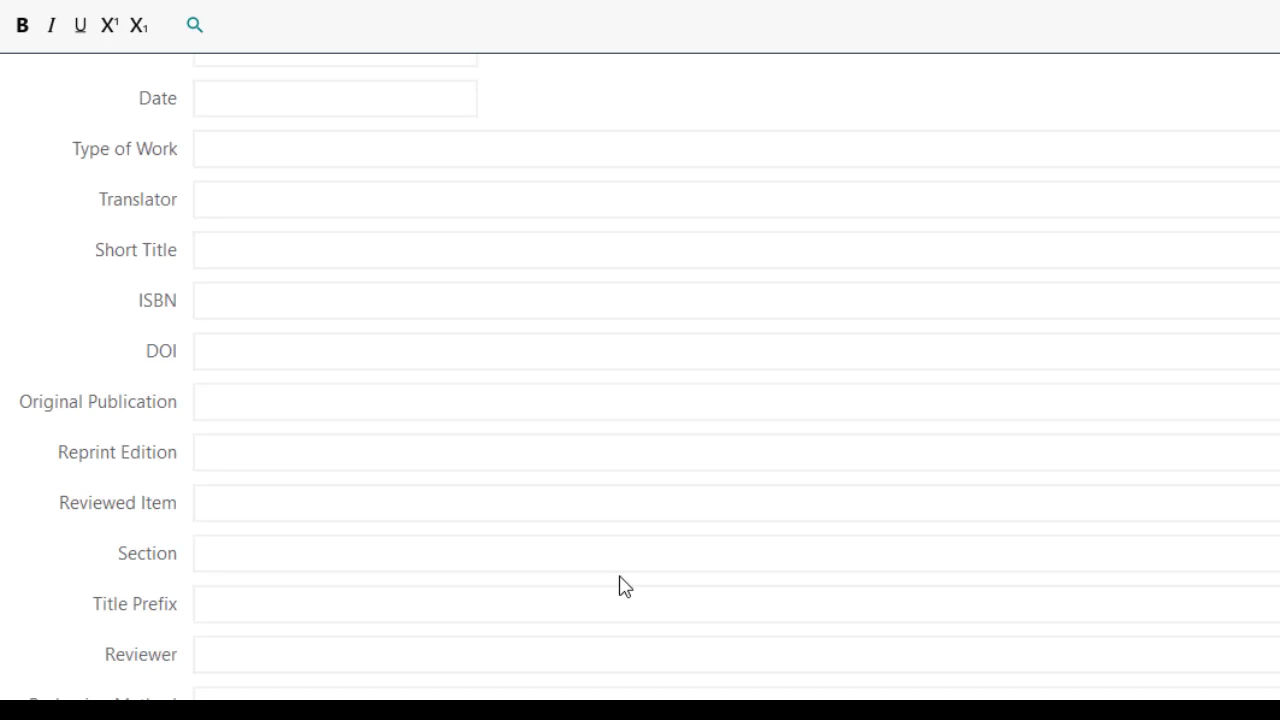 B I U X¹ X₁
Date
Type of Work
Translator
Short Title
ISBN
DOI
Original Publication
Reprint Edition
Reviewed Item
Section
Title Prefix
Reviewer